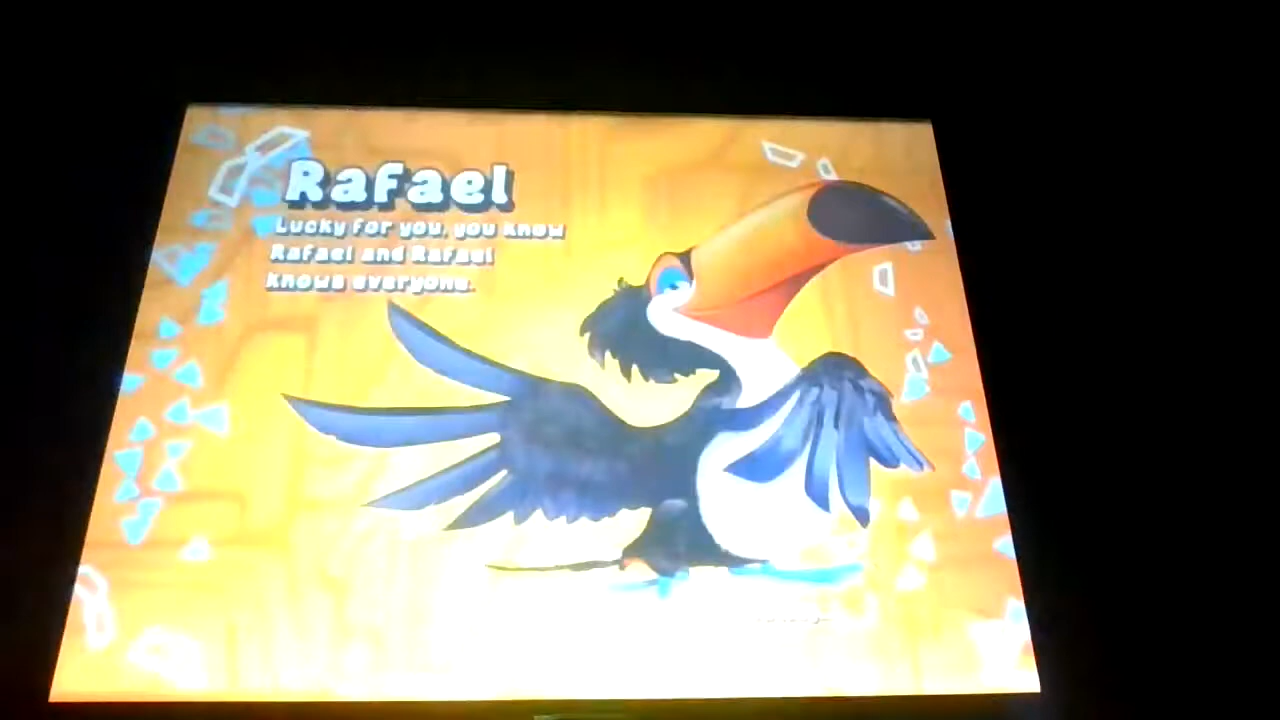 Rafael
Lucky for you, you know
Rafael and Rafael
knows everyone.